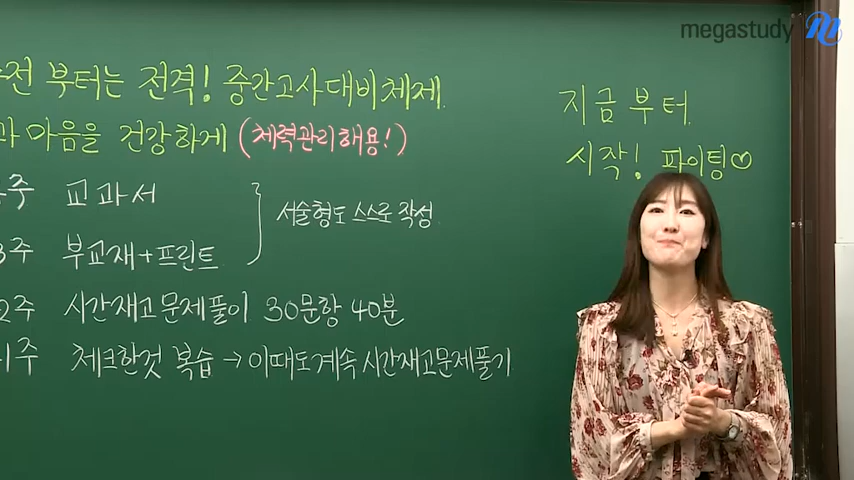 megastudy
전 부터는 전격! 중간고사대비체제
마음을 건강하게 (체력관리해용!)
주 교과서
3주 부교재+프린트
서술형도 스스로 작성
2주 시간재고문제풀이 30문항 40분
1주 체크한것 복습 → 이때도계속 시간재고문제풀기
지금 부터
시작! 파이팅♡